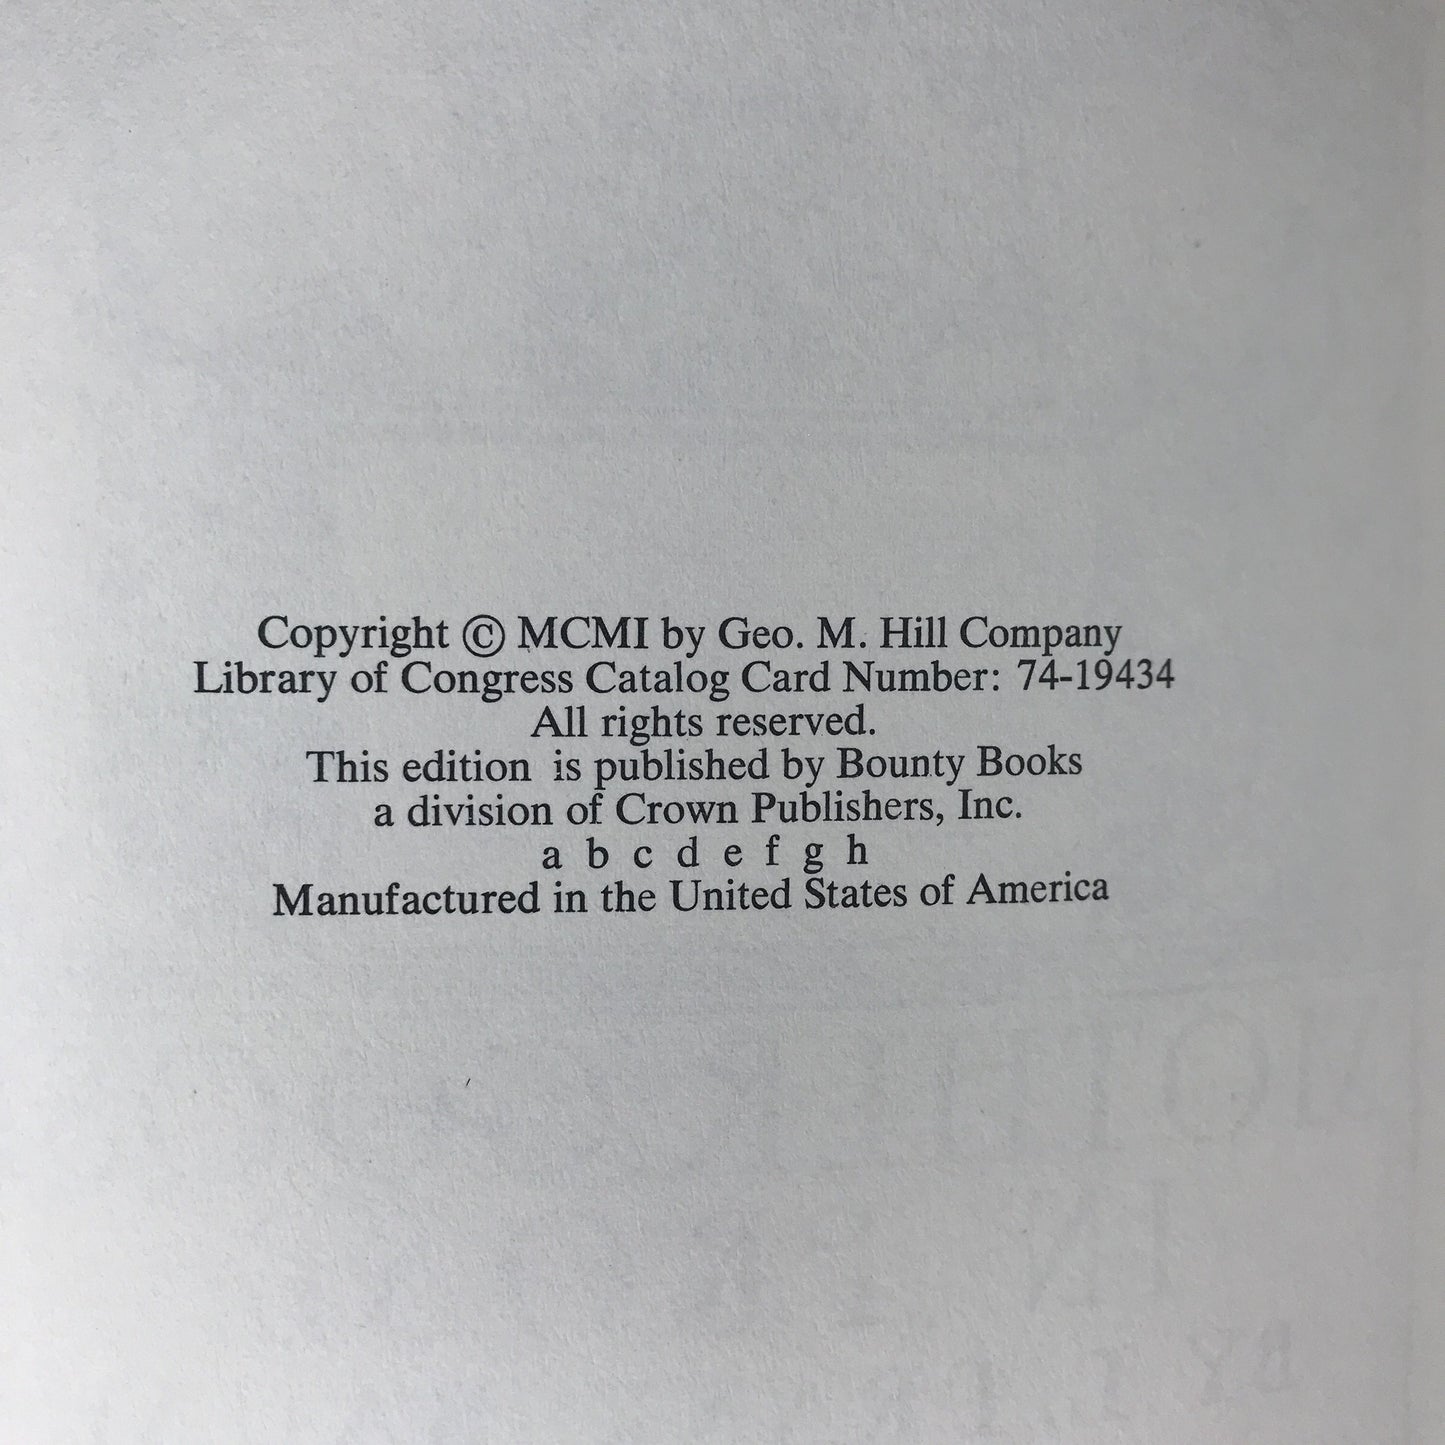 Copyright © MCMI by Geo. M. Hill Company
Library of Congress Catalog Card Number: 74-19434
All rights reserved.
This edition is published by Bounty Books
a division of Crown Publishers, Inc.
a b c d e f g h
Manufactured in the United States of America